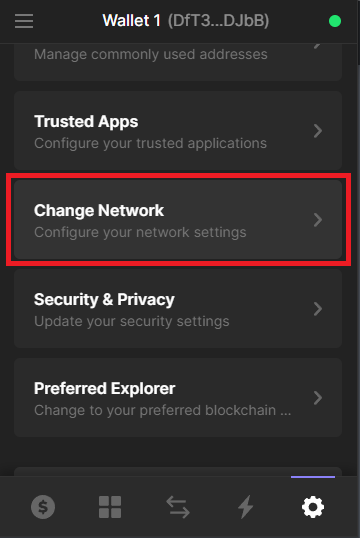 Wallet 1 (DfT3...DJbB)
Manage commonly used addresses
Trusted Apps
Configure your trusted applications
Change Network
Configure your network settings
Security & Privacy
Update your security settings
Preferred Explorer
Change to your preferred blockchain ...